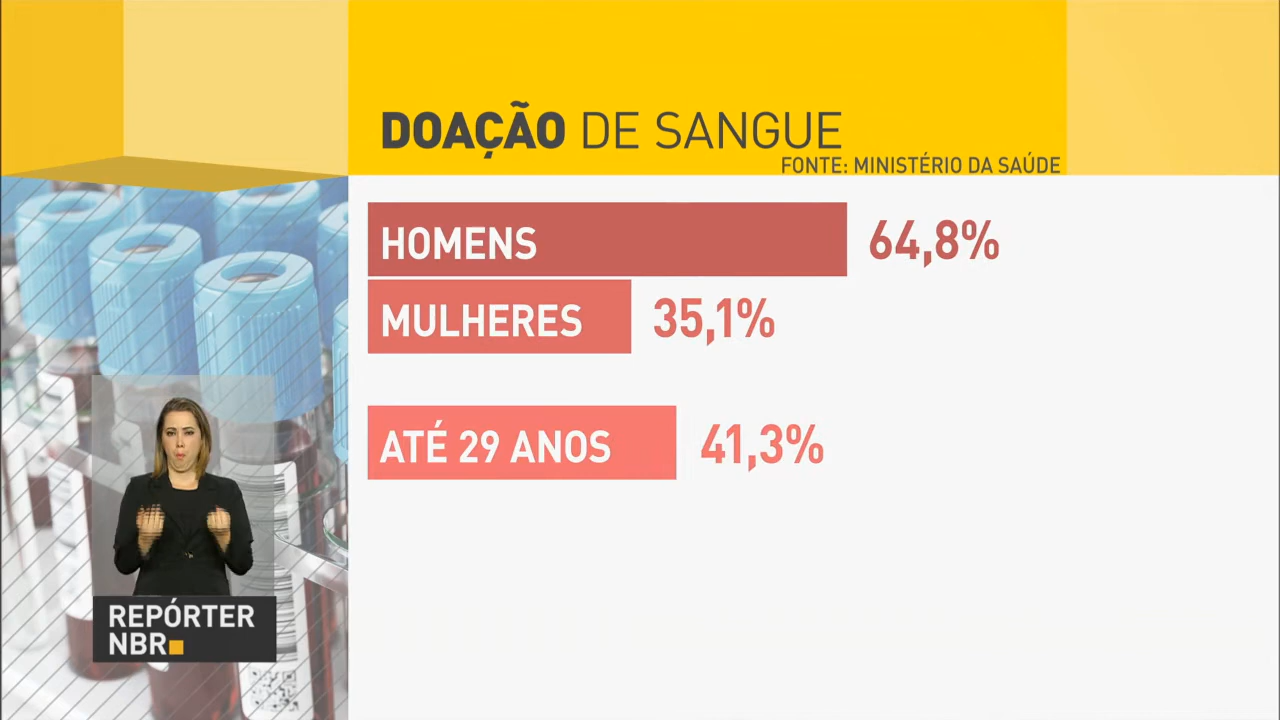 DOAÇÃO DE SANGUE
FONTE: MINISTÉRIO DA SAÚDE
HOMENS 64,8%
MULHERES 35,1%
ATÉ 29 ANOS 41,3%
REPÓRTER
NBR